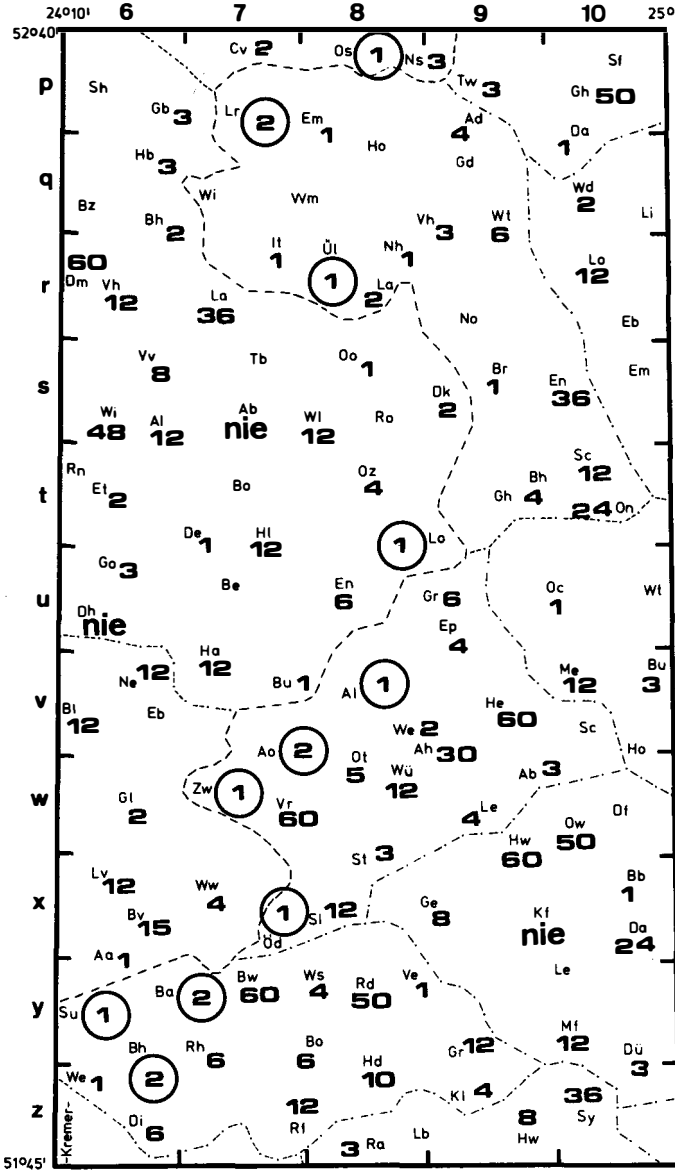 24°10' 6 7 8 9 10 25°
52°40' Cv 2 Os 1 Ns 3 Sf
p Sh Tw 3 Gh 50
Gb 3 Lr 2 Em 1 Ad 4 Da 1
Ho
q Hb 3 Gd
Wi Wm Wd 2
Bz Bh 2 Vh 3 Wt 6 Li
It 1 Ül 1 Nh 1
60 Lo 12
r Dm Vh 12 La 36 La 2
No Eb
Vv 8 Tb Oo 1 Br 1 Em
s Dk 2 En 36
Wi 48 Al 12 Ab nie Wl 12 Ro
Rn Sc 12
t Et 2 Bo Oz 4 Gh Bh 4
24 On
De 1 Hl 12 1 Lo
Go 3
u Be En 6 Gr 6 Oc 1 Wt
Dh nie Ep 4
Ha 12
Ne 12 Bu 1 Al 1 Me 12 Bu 3
v Bl 12 Eb He 60 Sc
We 2
Ao 2 Ot 5 Ah 30 Ho
Wü 12 Ab 3
w Zw 1 Vr 60
Gl 2 4 Le Ow 50 Of
St 3 Hw 60
Lv 12 Bb 1
x Ww 4 1 Sl 12 Ge 8 Kf nie
Bv 15 Da 24
Od
Aa 1 Le
Ba 2 Bw 60 Ws 4 Rd 50 Ve 1
y Su 1
Bh 2 Rh 6 Bo 6 Gr 12 Mf 12 Dü 3
We 1 Hd 10
z Kl 4 36
-Kremer- Di 6 12 Rf 8 Sy
51°45' 3 Ra Lb Hw